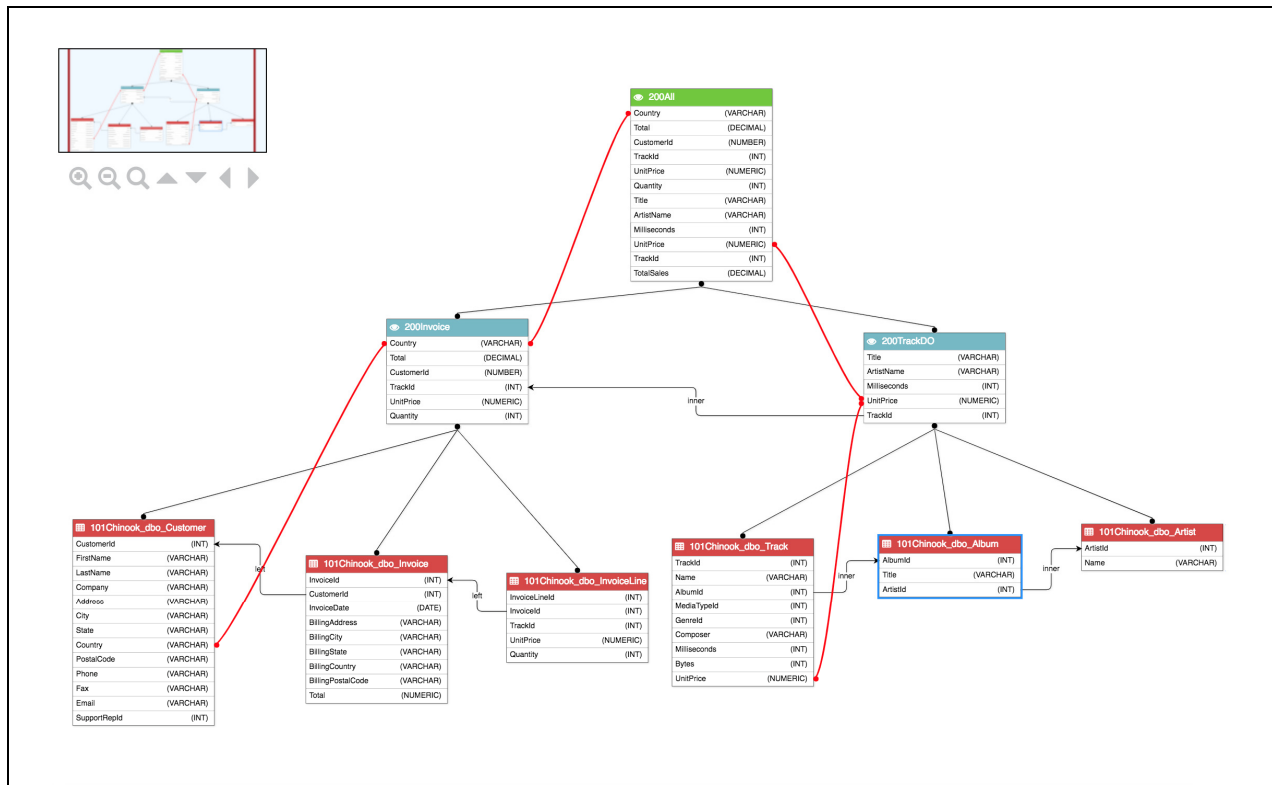 200All
Country (VARCHAR)
Total (DECIMAL)
CustomerId (NUMBER)
TrackId (INT)
UnitPrice (NUMERIC)
Quantity (INT)
Title (VARCHAR)
ArtistName (VARCHAR)
Milliseconds (INT)
UnitPrice (NUMERIC)
TrackId (INT)
TotalSales (DECIMAL)
200Invoice
Country (VARCHAR)
Total (DECIMAL)
CustomerId (NUMBER)
TrackId (INT)
UnitPrice (NUMERIC)
Quantity (INT)
200TrackDO
Title (VARCHAR)
ArtistName (VARCHAR)
Milliseconds (INT)
UnitPrice (NUMERIC)
TrackId (INT)
inner
101Chinook_dbo_Customer
CustomerId (INT)
FirstName (VARCHAR)
LastName (VARCHAR)
Company (VARCHAR)
Address (VARCHAR)
City (VARCHAR)
State (VARCHAR)
Country (VARCHAR)
PostalCode (VARCHAR)
Phone (VARCHAR)
Fax (VARCHAR)
Email (VARCHAR)
SupportRepId (INT)
left
101Chinook_dbo_Invoice
InvoiceId (INT)
CustomerId (INT)
InvoiceDate (DATE)
BillingAddress (VARCHAR)
BillingCity (VARCHAR)
BillingState (VARCHAR)
BillingCountry (VARCHAR)
BillingPostalCode (VARCHAR)
Total (NUMERIC)
left
101Chinook_dbo_InvoiceLine
InvoiceLineId (INT)
InvoiceId (INT)
TrackId (INT)
UnitPrice (NUMERIC)
Quantity (INT)
101Chinook_dbo_Track
TrackId (INT)
Name (VARCHAR)
AlbumId (INT)
MediaTypeId (INT)
GenreId (INT)
Composer (VARCHAR)
Milliseconds (INT)
Bytes (INT)
UnitPrice (NUMERIC)
inner
101Chinook_dbo_Album
AlbumId (INT)
Title (VARCHAR)
ArtistId (INT)
inner
101Chinook_dbo_Artist
ArtistId (INT)
Name (VARCHAR)